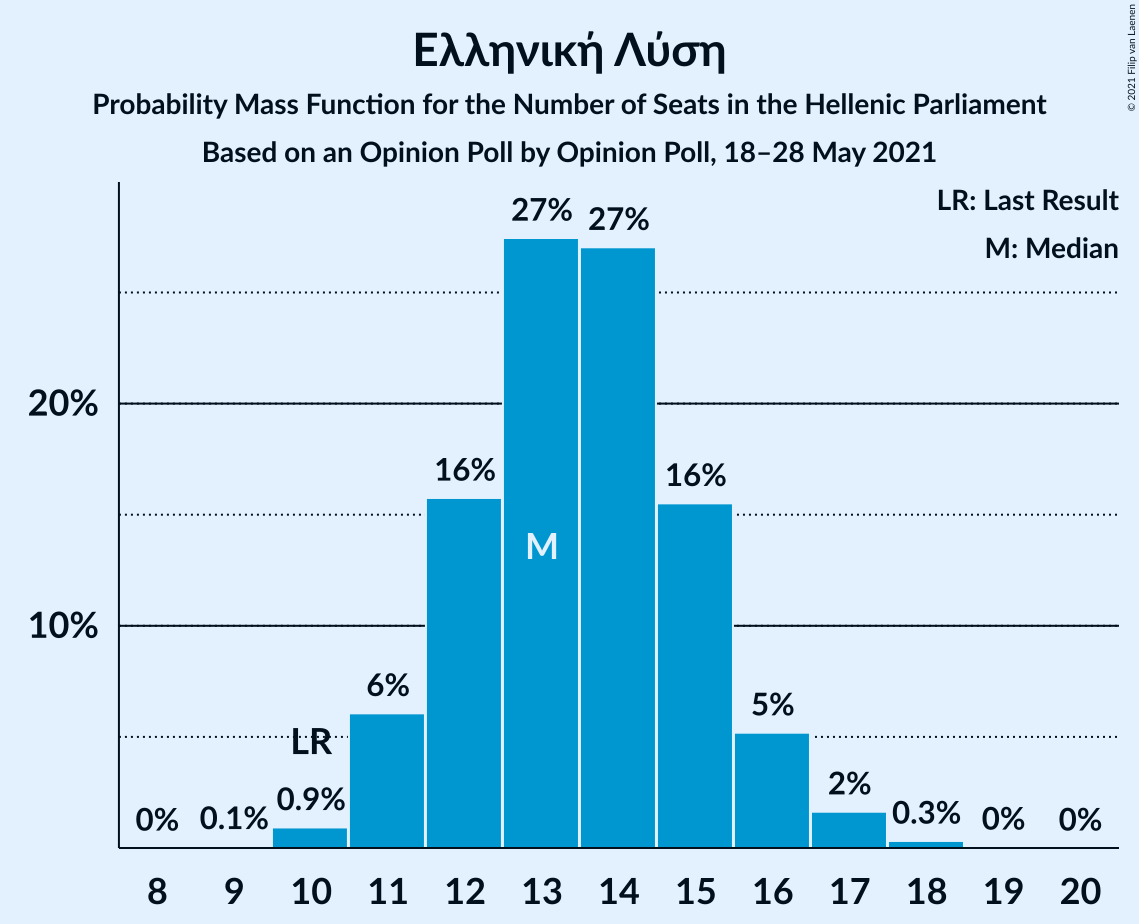 Ελληνική Λύση
Probability Mass Function for the Number of Seats in the Hellenic Parliament
Based on an Opinion Poll by Opinion Poll, 18–28 May 2021
© 2021 Filip van Laenen
LR: Last Result
M: Median
27%
27%
20%
16%
16%
M
10%
6%
5%
LR
2%
0%
0.1%
0.9%
0.3%
0%
0%
8 9 10 11 12 13 14 15 16 17 18 19 20